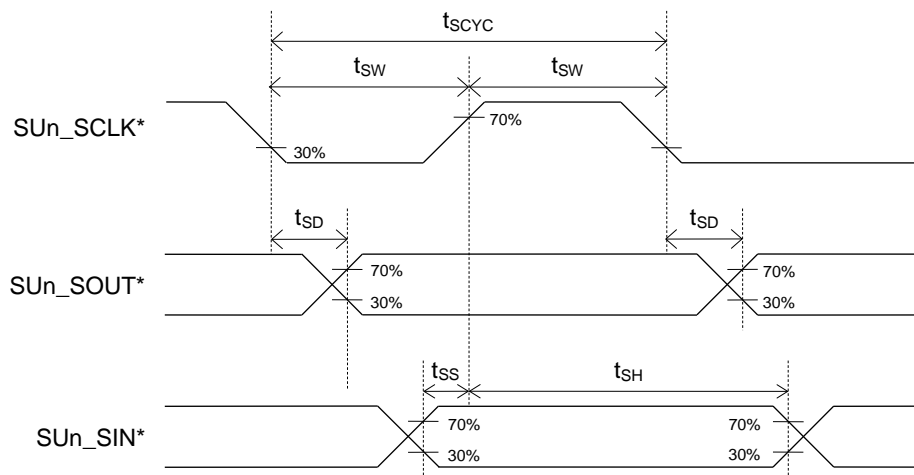 tSCYC
tSW tSW
SUn_SCLK*
70%
30%
tSD tSD
SUn_SOUT*
70% 70%
30% 30%
tSS tSH
SUn_SIN*
70% 70%
30% 30%